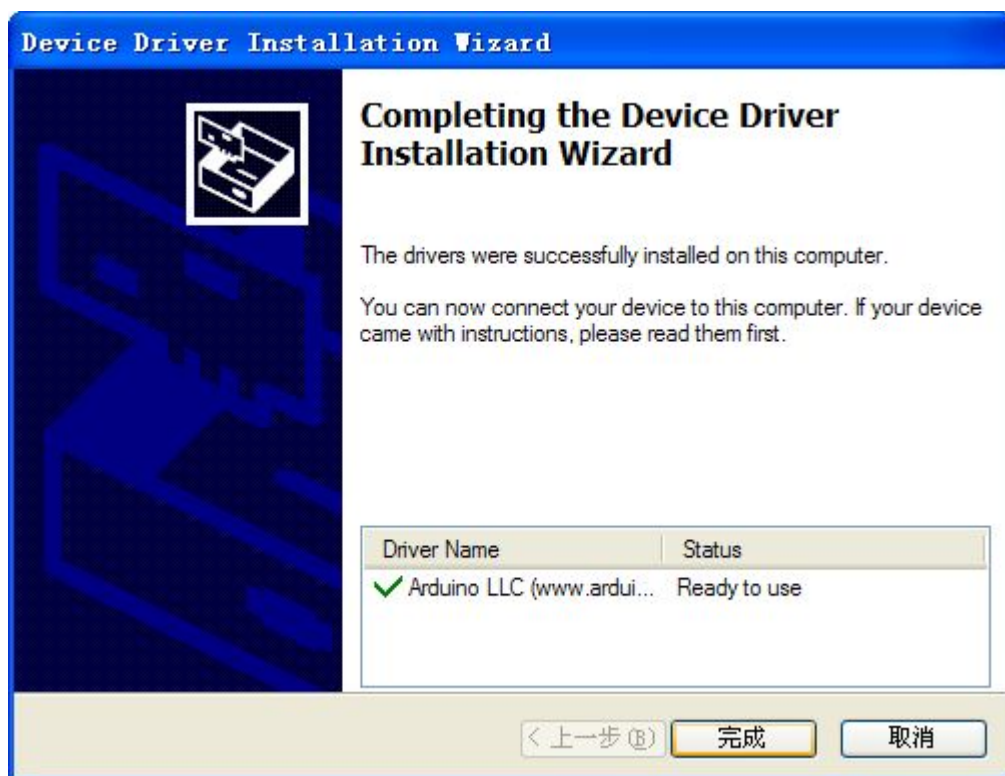 Device Driver Installation Wizard
Completing the Device Driver
Installation Wizard
The drivers were successfully installed on this computer.
You can now connect your device to this computer. If your device
came with instructions, please read them first.
Driver Name Status
Arduino LLC (www.ardui... Ready to use
< 上一步(B) 完成 取消